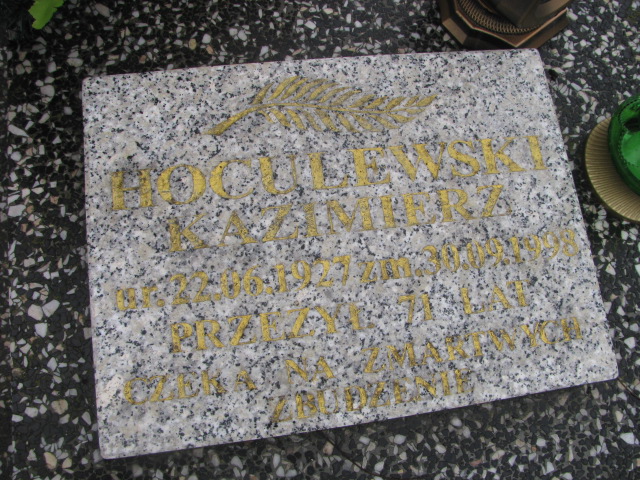 HOCULEWSKI
KAZIMIERZ
ur. 22.06.1927 zm. 30.09.1998
PRZEŻYŁ 71 LAT
CZEKA NA ZMARTWYCH
ZBUDZENIE